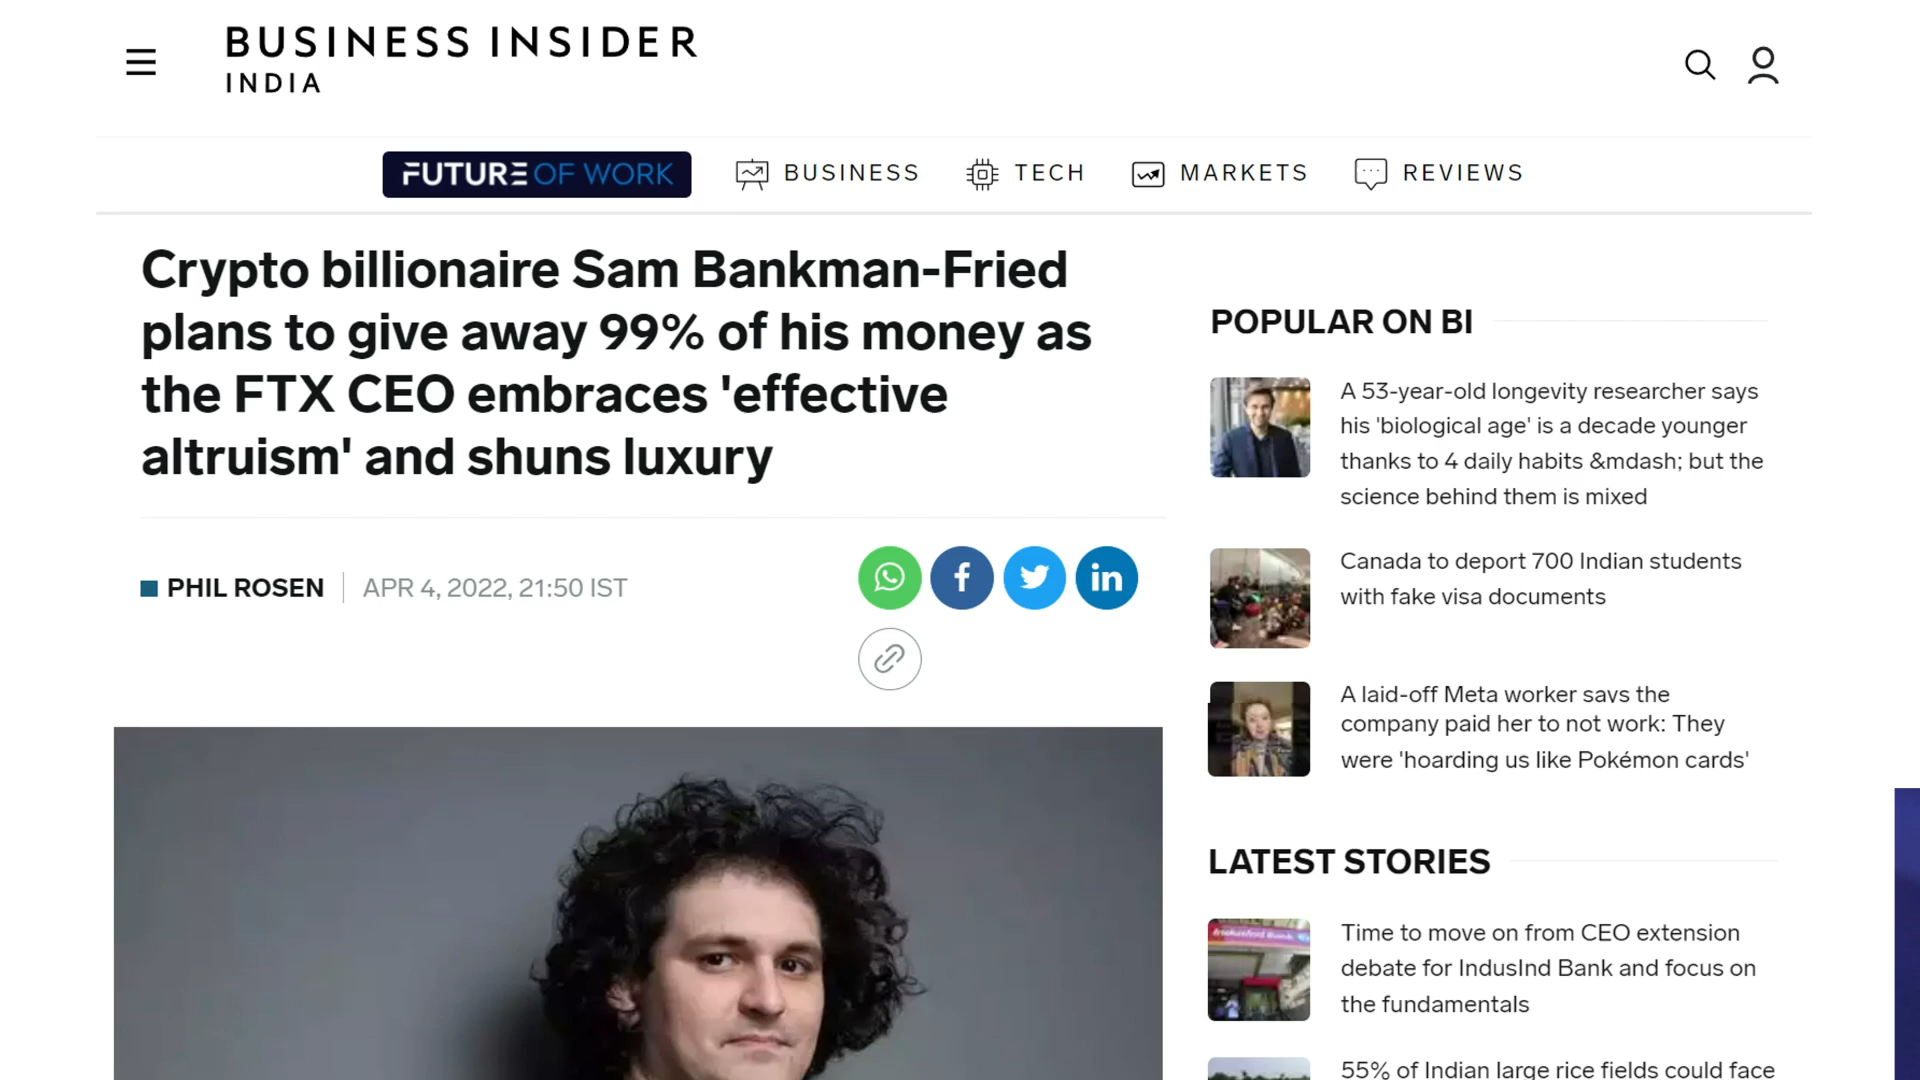 BUSINESS INSIDER
INDIA
FUTURE OF WORK
BUSINESS
TECH
MARKETS
REVIEWS
Crypto billionaire Sam Bankman-Fried
plans to give away 99% of his money as
the FTX CEO embraces 'effective
altruism' and shuns luxury
PHIL ROSEN
APR 4, 2022, 21:50 IST
POPULAR ON BI
A 53-year-old longevity researcher says
his 'biological age' is a decade younger
thanks to 4 daily habits &mdash; but the
science behind them is mixed
Canada to deport 700 Indian students
with fake visa documents
A laid-off Meta worker says the
company paid her to not work: They
were 'hoarding us like Pokémon cards'
LATEST STORIES
Time to move on from CEO extension
debate for IndusInd Bank and focus on
the fundamentals
55% of Indian large rice fields could face